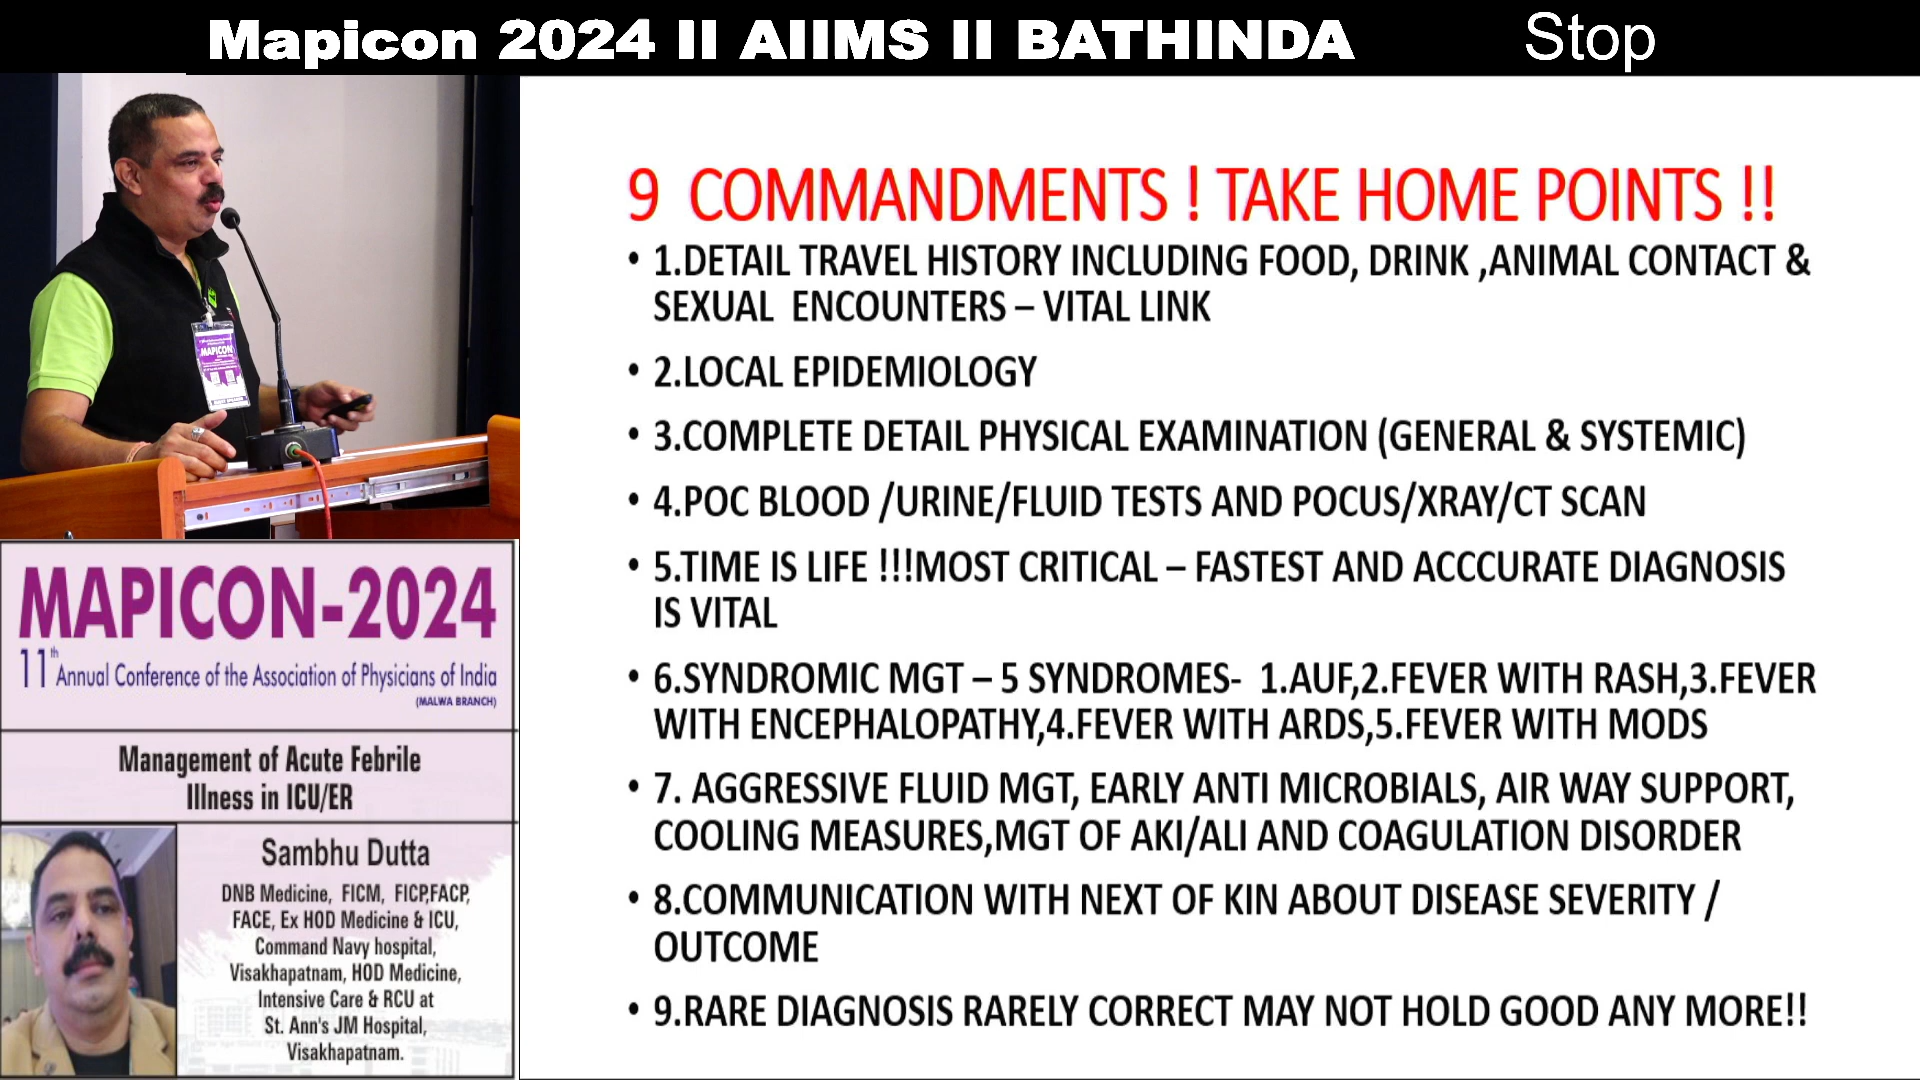 Mapicon 2024 II AIIMS II BATHINDA
Stop
MAPICON
MAPICON-2024
11th Annual Conference of the Association of Physicians of India
(MALWA BRANCH)
Management of Acute Febrile
Illness in ICU/ER
Sambhu Dutta
DNB Medicine, FICM, FICP,FACP,
FACE, Ex HOD Medicine & ICU,
Command Navy hospital,
Visakhapatnam, HOD Medicine,
Intensive Care & RCU at
St. Ann's JM Hospital,
Visakhapatnam.
9 COMMANDMENTS ! TAKE HOME POINTS !!
• 1.DETAIL TRAVEL HISTORY INCLUDING FOOD, DRINK ,ANIMAL CONTACT &
SEXUAL ENCOUNTERS – VITAL LINK
• 2.LOCAL EPIDEMIOLOGY
• 3.COMPLETE DETAIL PHYSICAL EXAMINATION (GENERAL & SYSTEMIC)
• 4.POC BLOOD /URINE/FLUID TESTS AND POCUS/XRAY/CT SCAN
• 5.TIME IS LIFE !!!MOST CRITICAL – FASTEST AND ACCCURATE DIAGNOSIS
IS VITAL
• 6.SYNDROMIC MGT – 5 SYNDROMES- 1.AUF,2.FEVER WITH RASH,3.FEVER
WITH ENCEPHALOPATHY,4.FEVER WITH ARDS,5.FEVER WITH MODS
• 7. AGGRESSIVE FLUID MGT, EARLY ANTI MICROBIALS, AIR WAY SUPPORT,
COOLING MEASURES,MGT OF AKI/ALI AND COAGULATION DISORDER
• 8.COMMUNICATION WITH NEXT OF KIN ABOUT DISEASE SEVERITY /
OUTCOME
• 9.RARE DIAGNOSIS RARELY CORRECT MAY NOT HOLD GOOD ANY MORE!!